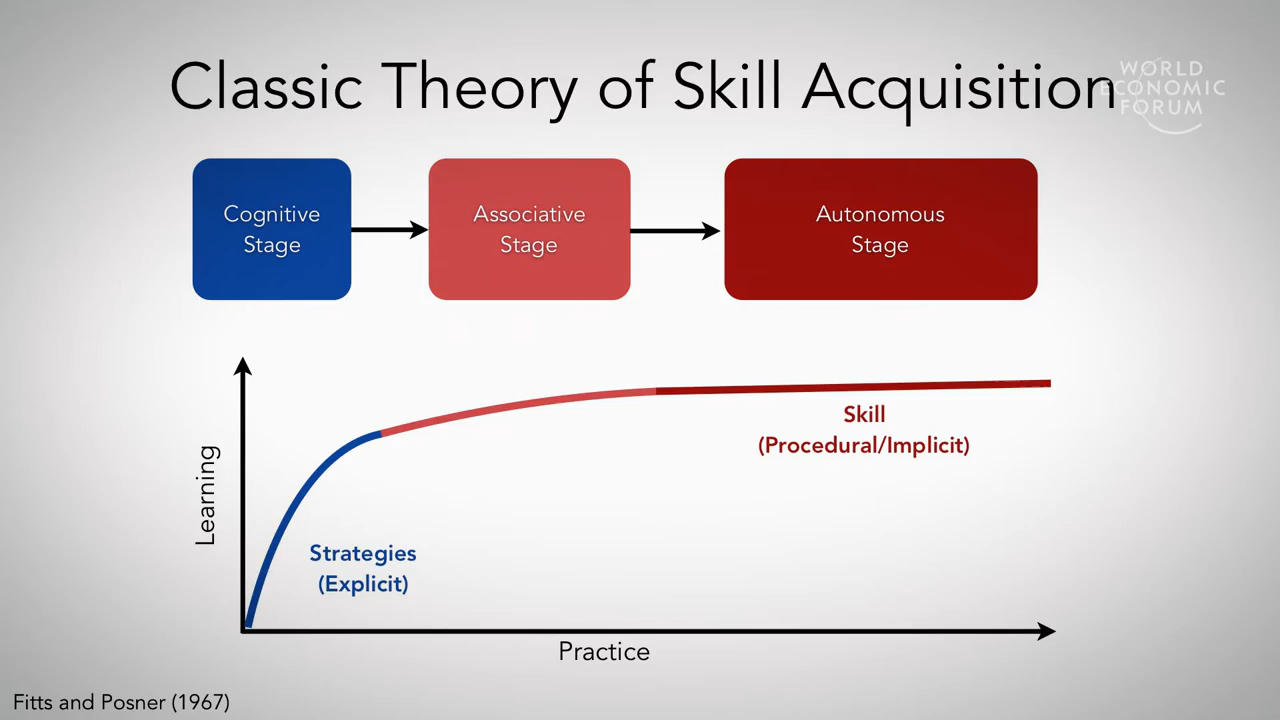 Classic Theory of Skill Acquisition
WORLD
ECONOMIC
FORUM
Cognitive
Stage
Associative
Stage
Autonomous
Stage
Learning
Skill
(Procedural/Implicit)
Strategies
(Explicit)
Practice
Fitts and Posner (1967)